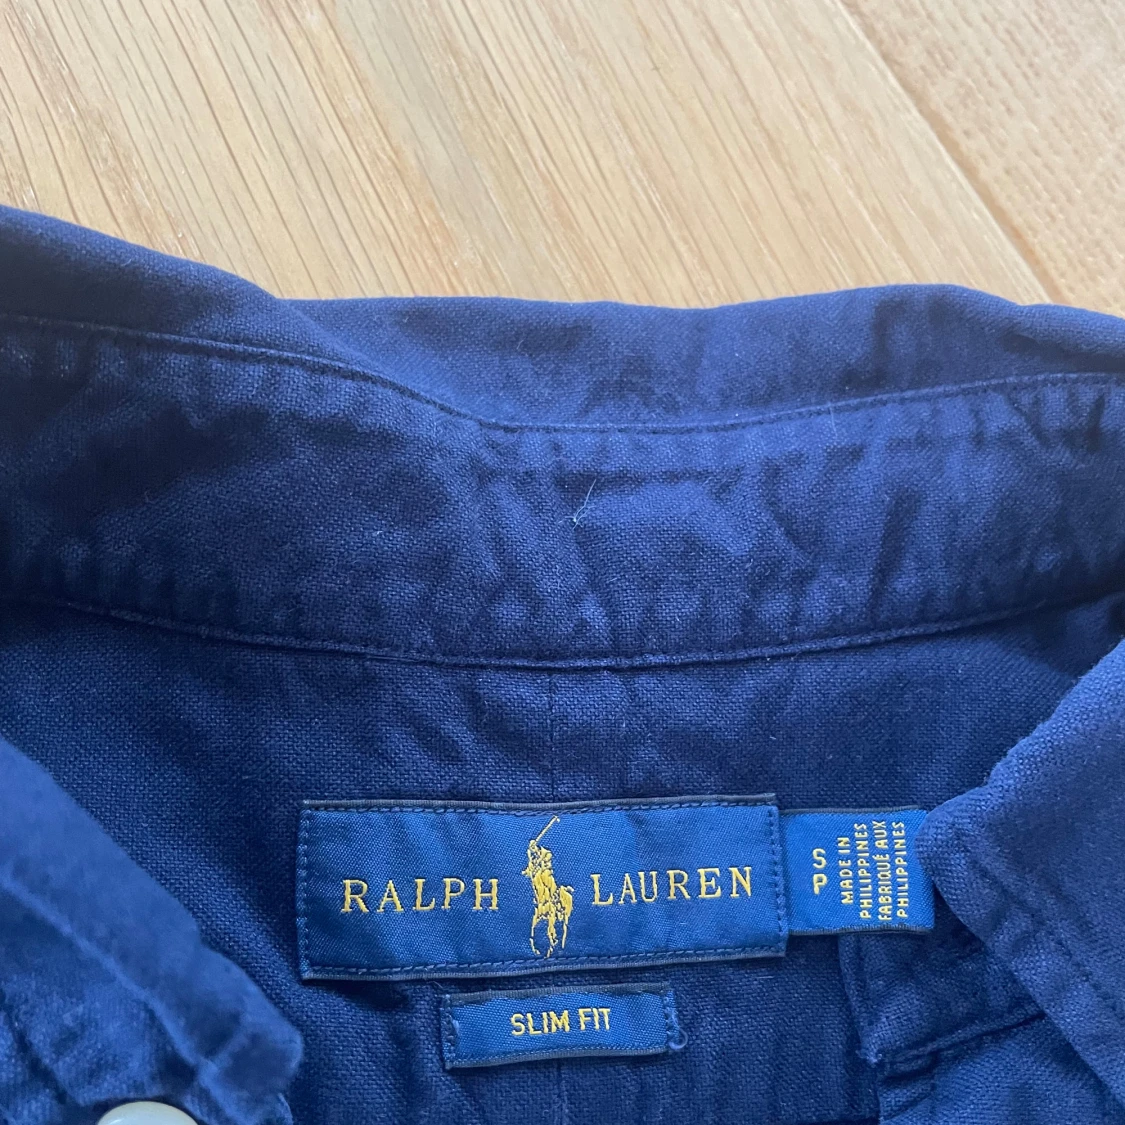 RALPH LAUREN
S
P
MADE IN
PHILIPPINES
FABRIQUÉ AUX
PHILIPPINES
SLIM FIT